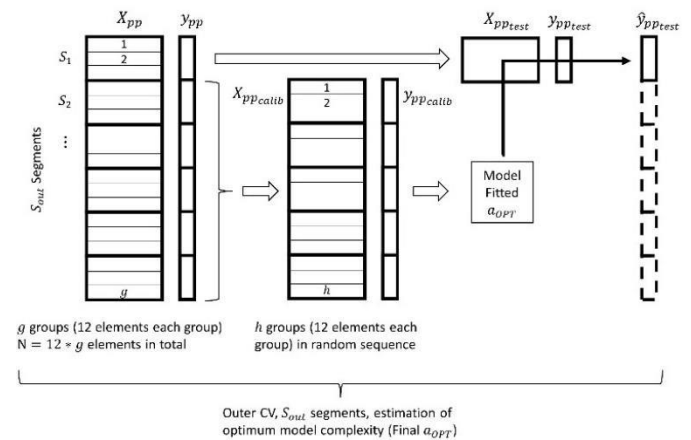 X_pp y_pp X_pp_test y_pp_test ŷ_pp_test
S_1
1
2
S_2
...
S_out Segments
g
X_pp_calib
1
2
y_pp_calib
h
Model
Fitted
a_OPT
g groups (12 elements each group)
N = 12 * g elements in total
h groups (12 elements each
group) in random sequence
Outer CV, S_out segments, estimation of
optimum model complexity (Final a_OPT)